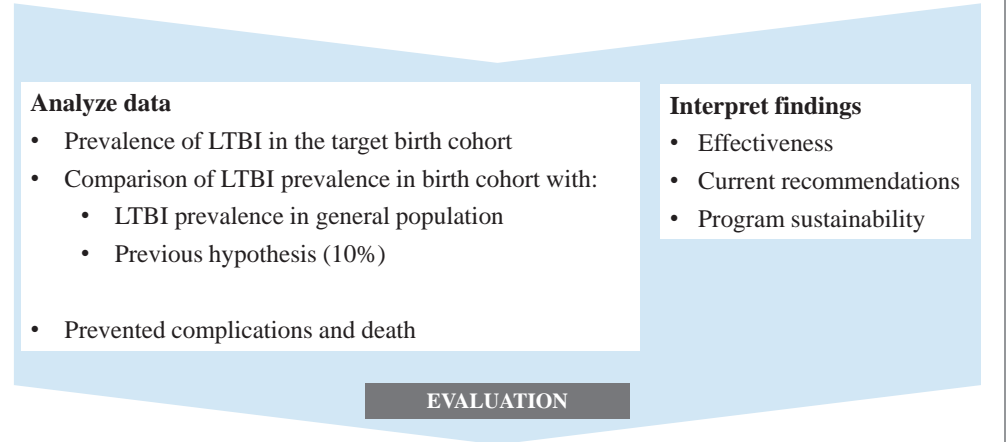 Analyze data
• Prevalence of LTBI in the target birth cohort
• Comparison of LTBI prevalence in birth cohort with:
• LTBI prevalence in general population
• Previous hypothesis (10%)
• Prevented complications and death
Interpret findings
• Effectiveness
• Current recommendations
• Program sustainability
EVALUATION